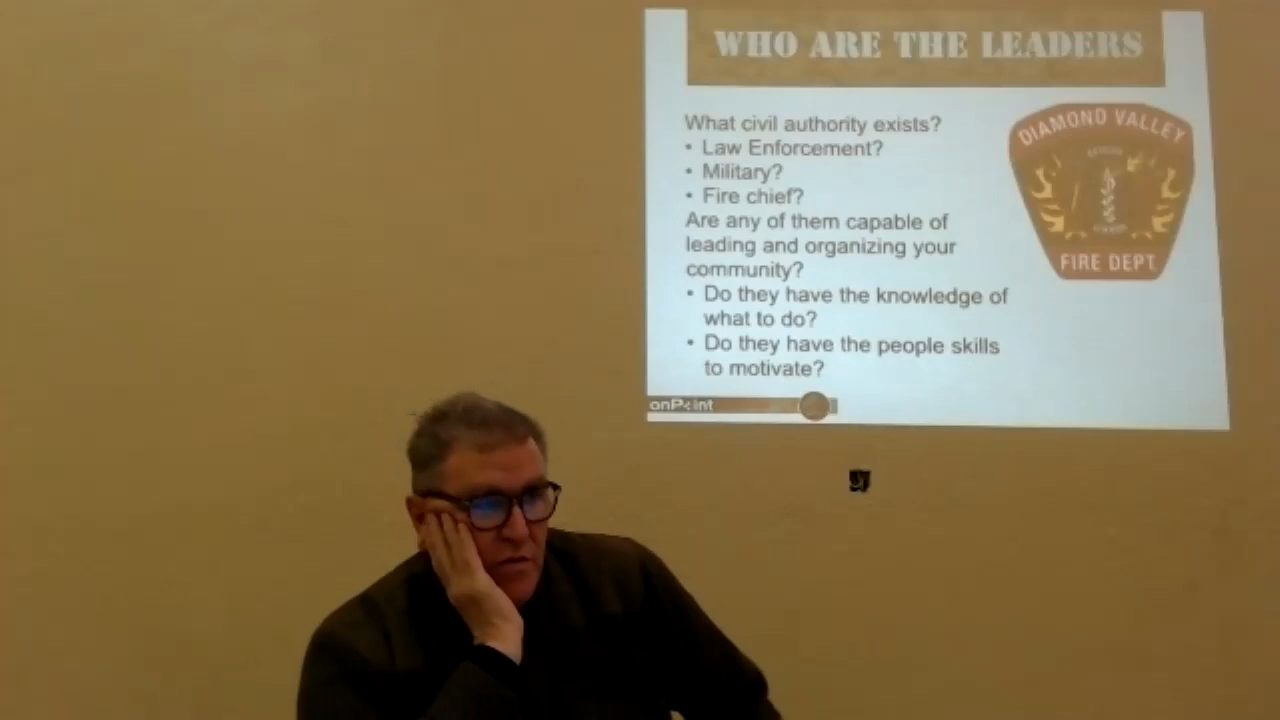 WHO ARE THE LEADERS
What civil authority exists?
• Law Enforcement?
• Military?
• Fire chief?
Are any of them capable of
leading and organizing your
community?
• Do they have the knowledge of
what to do?
• Do they have the people skills
to motivate?
DIAMOND VALLEY
FIRE DEPT.
onPoint